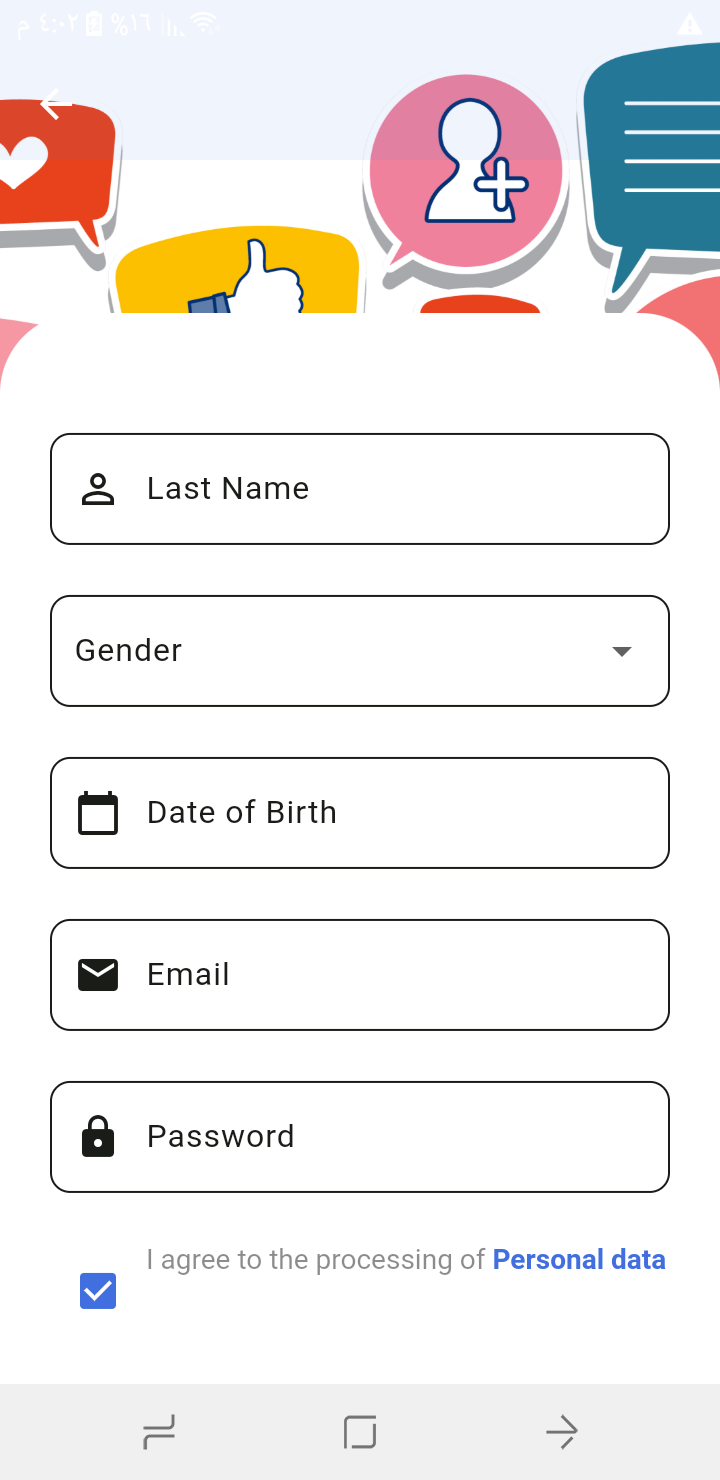 ٤:٠٢ م
%١٦
Last Name
Gender
Date of Birth
Email
Password
I agree to the processing of Personal data